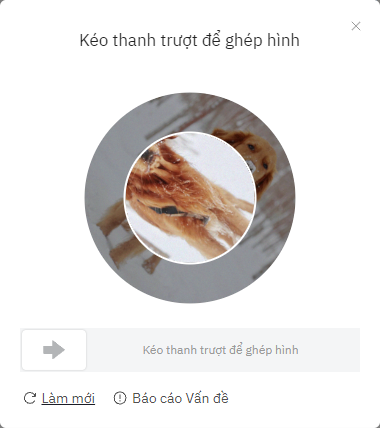 Kéo thanh trượt để ghép hình
Kéo thanh trượt để ghép hình
Làm mới
Báo cáo Vấn đề